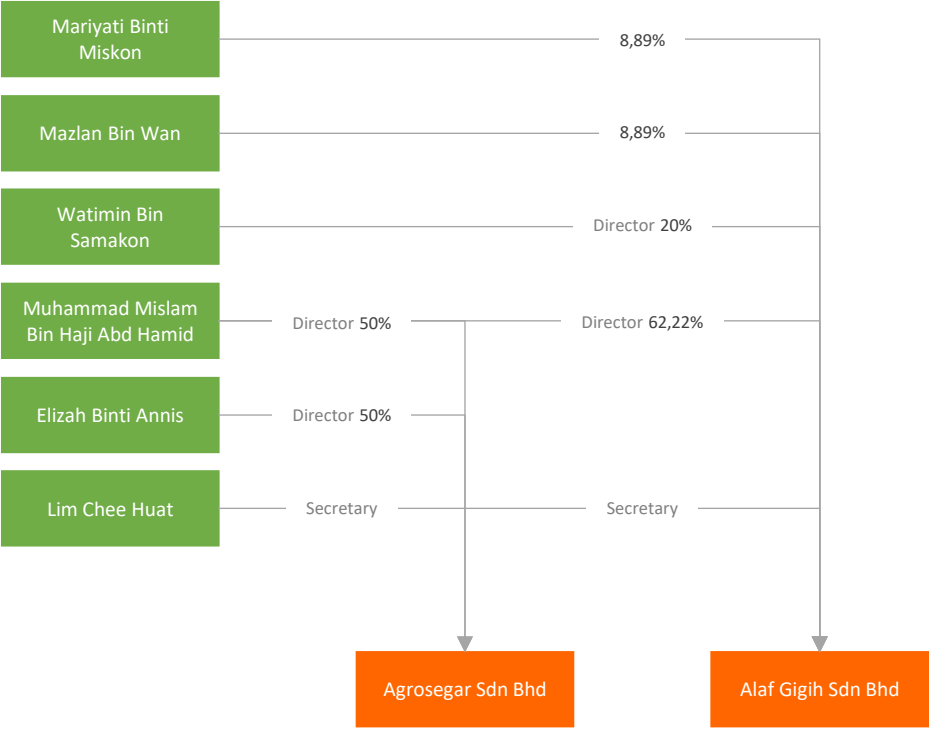 Mariyati Binti
Miskon
8,89%
Mazlan Bin Wan
8,89%
Watimin Bin
Samakon
Director 20%
Muhammad Mislam
Bin Haji Abd Hamid
Director 50%
Director 62,22%
Elizah Binti Annis
Director 50%
Lim Chee Huat
Secretary
Secretary
Agrosegar Sdn Bhd
Alaf Gigih Sdn Bhd